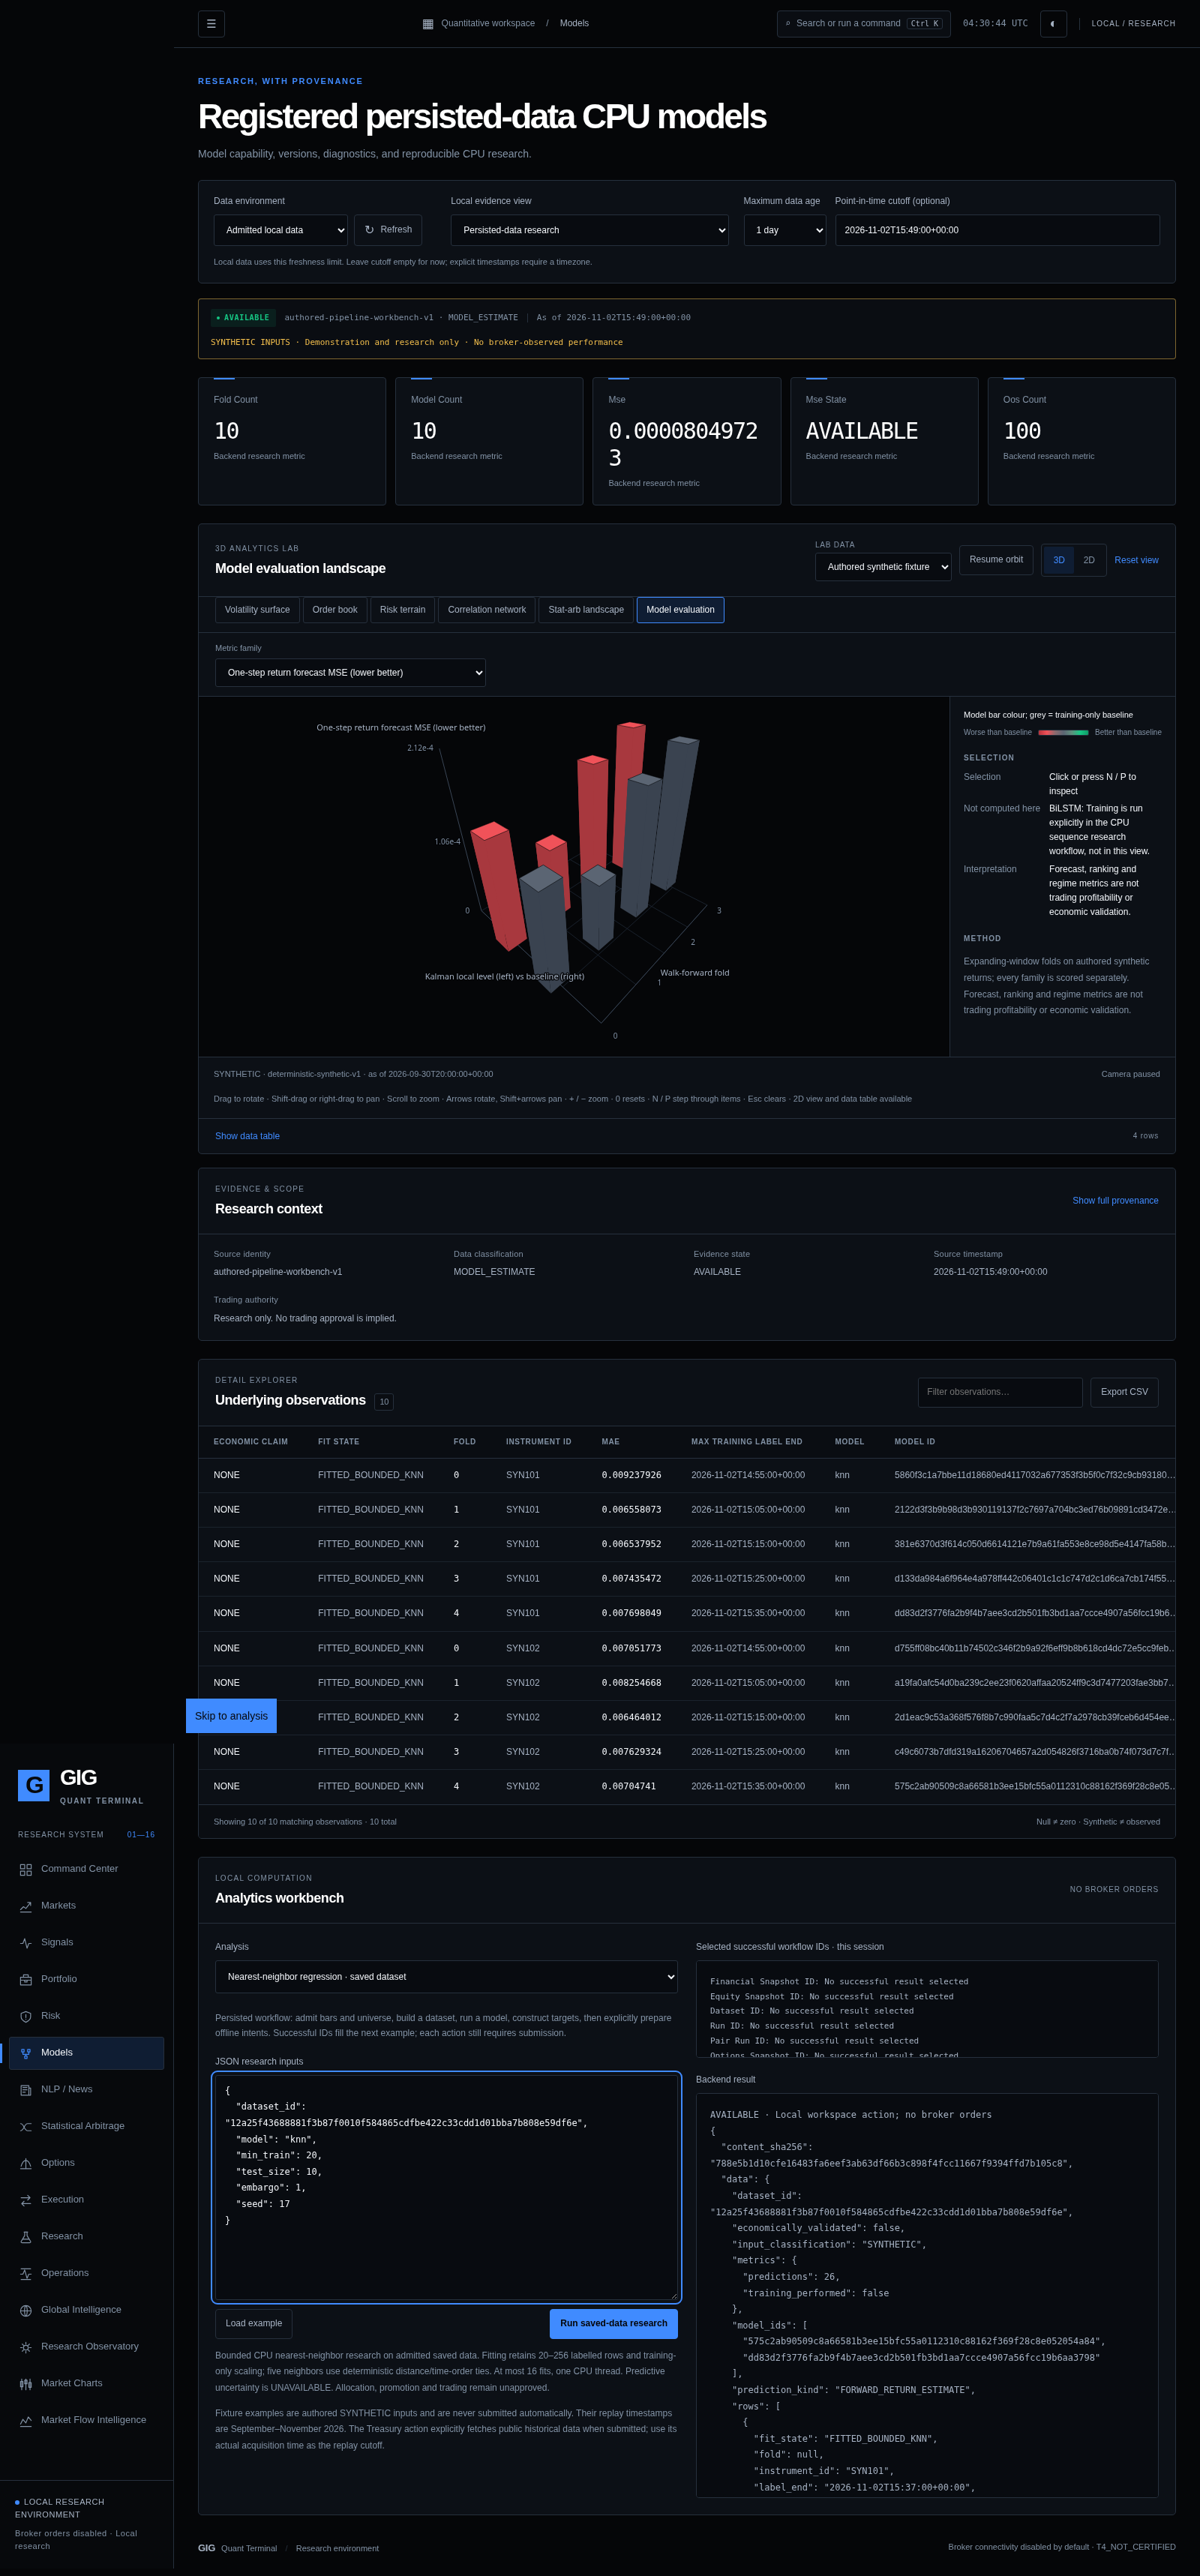 ☰
Quantitative workspace / Models
Search or run a command Ctrl K
04:30:44 UTC
LOCAL / RESEARCH
RESEARCH, WITH PROVENANCE
Registered persisted-data CPU models
Model capability, versions, diagnostics, and reproducible CPU research.
Data environment
Admitted local data
↻ Refresh
Local evidence view
Persisted-data research
Maximum data age
1 day
Point-in-time cutoff (optional)
2026-11-02T15:49:00+00:00
Local data uses this freshness limit. Leave cutoff empty for now; explicit timestamps require a timezone.
AVAILABLE authored-pipeline-workbench-v1 · MODEL_ESTIMATE | As of 2026-11-02T15:49:00+00:00
SYNTHETIC INPUTS · Demonstration and research only · No broker-observed performance
Fold Count
10
Backend research metric
Model Count
10
Backend research metric
Mse
0.0000804972
3
Backend research metric
Mse State
AVAILABLE
Backend research metric
Oos Count
100
Backend research metric
3D ANALYTICS LAB
Model evaluation landscape
LAB DATA
Authored synthetic fixture
Resume orbit
3D 2D
Reset view
Volatility surface Order book Risk terrain Correlation network Stat-arb landscape Model evaluation
Metric family
One-step return forecast MSE (lower better)
One-step return forecast MSE (lower better)
2.12e-4
1.06e-4
0
3
2
Walk-forward fold
Kalman local level (left) vs baseline (right)
1
0
Model bar colour; grey = training-only baseline
Worse than baseline Better than baseline
SELECTION
Selection Click or press N / P to
inspect
Not computed here BiLSTM: Training is run
explicitly in the CPU
sequence research
workflow, not in this view.
Interpretation Forecast, ranking and
regime metrics are not
trading profitability or
economic validation.
METHOD
Expanding-window folds on authored synthetic
returns; every family is scored separately.
Forecast, ranking and regime metrics are not
trading profitability or economic validation.
SYNTHETIC · deterministic-synthetic-v1 · as of 2026-09-30T20:00:00+00:00
Camera paused
Drag to rotate · Shift-drag or right-drag to pan · Scroll to zoom · Arrows rotate, Shift+arrows pan · + / − zoom · 0 resets · N / P step through items · Esc clears · 2D view and data table available
Show data table
4 rows
EVIDENCE & SCOPE
Research context
Show full provenance
Source identity
authored-pipeline-workbench-v1
Data classification
MODEL_ESTIMATE
Evidence state
AVAILABLE
Source timestamp
2026-11-02T15:49:00+00:00
Trading authority
Research only. No trading approval is implied.
DETAIL EXPLORER
Underlying observations 10
Filter observations…
Export CSV
ECONOMIC CLAIM FIT STATE FOLD INSTRUMENT ID MAE MAX TRAINING LABEL END MODEL MODEL ID
NONE FITTED_BOUNDED_KNN 0 SYN101 0.009237926 2026-11-02T14:55:00+00:00 knn 5860f3c1a7bbe11d18680ed4117032a677353f3b5f0c7f32c9cb93180…
NONE FITTED_BOUNDED_KNN 1 SYN101 0.006558073 2026-11-02T15:05:00+00:00 knn 2122d3f3b9b98d3b930119137f2c7697a704bc3ed76b09891cd3472e…
NONE FITTED_BOUNDED_KNN 2 SYN101 0.006537952 2026-11-02T15:15:00+00:00 knn 381e6370d3f614c050d6614121e7b9a61fa553e8ce98d5e4147fa58b…
NONE FITTED_BOUNDED_KNN 3 SYN101 0.007435472 2026-11-02T15:25:00+00:00 knn d133da984a6f964e4a978ff442c06401c1c1c747d2c1d6ca7cb174f55…
NONE FITTED_BOUNDED_KNN 4 SYN101 0.007698049 2026-11-02T15:35:00+00:00 knn dd83d2f3776fa2b9f4b7aee3cd2b501fb3bd1aa7ccce4907a56fcc19b6…
NONE FITTED_BOUNDED_KNN 0 SYN102 0.007051773 2026-11-02T14:55:00+00:00 knn d755ff08bc40b11b74502c346f2b9a92f6eff9b8b618cd4dc72e5cc9feb…
NONE FITTED_BOUNDED_KNN 1 SYN102 0.008254668 2026-11-02T15:05:00+00:00 knn a19fa0afc54d0ba239c2ee23f0620affaa20524ff9c3d7477203fae3bb7…
Skip to analysis
FITTED_BOUNDED_KNN 2 SYN102 0.006464012 2026-11-02T15:15:00+00:00 knn 2d1eac9c53a368f576f8b7c990faa5c7d4c2f7a2978cb39fceb6d454ee…
NONE FITTED_BOUNDED_KNN 3 SYN102 0.007629324 2026-11-02T15:25:00+00:00 knn c49c6073b7dfd319a16206704657a2d054826f3716ba0b74f073d7c7f…
NONE FITTED_BOUNDED_KNN 4 SYN102 0.00704741 2026-11-02T15:35:00+00:00 knn 575c2ab90509c8a66581b3ee15bfc55a0112310c88162f369f28c8e05…
Showing 10 of 10 matching observations · 10 total
Null ≠ zero · Synthetic ≠ observed
G GIG
QUANT TERMINAL
RESEARCH SYSTEM 01—16
Command Center
Markets
Signals
Portfolio
Risk
Models
NLP / News
Statistical Arbitrage
Options
Execution
Research
Operations
Global Intelligence
Research Observatory
Market Charts
Market Flow Intelligence
LOCAL RESEARCH
ENVIRONMENT
Broker orders disabled · Local
research
LOCAL COMPUTATION
Analytics workbench
NO BROKER ORDERS
Analysis
Nearest-neighbor regression · saved dataset
Persisted workflow: admit bars and universe, build a dataset, run a model, construct targets, then explicitly prepare
offline intents. Successful IDs fill the next example; each action still requires submission.
JSON research inputs
{
"dataset_id":
"12a25f43688881f3b87f0010f584865cdfbe422c33cdd1d01bba7b808e59df6e",
"model": "knn",
"min_train": 20,
"test_size": 10,
"embargo": 1,
"seed": 17
}
Load example
Run saved-data research
Bounded CPU nearest-neighbor research on admitted saved data. Fitting retains 20–256 labelled rows and training-
only scaling; five neighbors use deterministic distance/time-order ties. At most 16 fits, one CPU thread. Predictive
uncertainty is UNAVAILABLE. Allocation, promotion and trading remain unapproved.
Fixture examples are authored SYNTHETIC inputs and are never submitted automatically. Their replay timestamps
are September–November 2026. The Treasury action explicitly fetches public historical data when submitted; use its
actual acquisition time as the replay cutoff.
Selected successful workflow IDs · this session
Financial Snapshot ID: No successful result selected
Equity Snapshot ID: No successful result selected
Dataset ID: No successful result selected
Run ID: No successful result selected
Pair Run ID: No successful result selected
Options Snapshot ID: No successful result selected
Backend result
AVAILABLE · Local workspace action; no broker orders
{
"content_sha256":
"788e5b1d10cfe16483fa6eef3ab63df66b3c898f4fcc11667f9394ffd7b105c8",
"data": {
"dataset_id":
"12a25f43688881f3b87f0010f584865cdfbe422c33cdd1d01bba7b808e59df6e",
"economically_validated": false,
"input_classification": "SYNTHETIC",
"metrics": {
"predictions": 26,
"training_performed": false
},
"model_ids": [
"575c2ab90509c8a66581b3ee15bfc55a0112310c88162f369f28c8e052054a84",
"dd83d2f3776fa2b9f4b7aee3cd2b501fb3bd1aa7ccce4907a56fcc19b6aa3798"
],
"prediction_kind": "FORWARD_RETURN_ESTIMATE",
"rows": [
{
"fit_state": "FITTED_BOUNDED_KNN",
"fold": null,
"instrument_id": "SYN101",
"label_end": "2026-11-02T15:37:00+00:00",
GIG Quant Terminal / Research environment
Broker connectivity disabled by default · T4_NOT_CERTIFIED